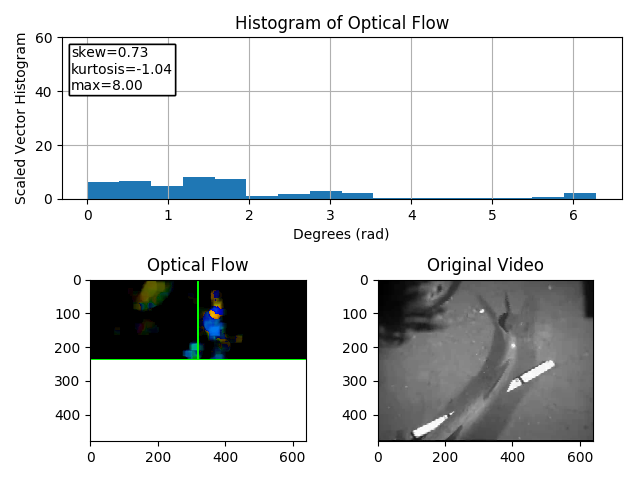 Histogram of Optical Flow
Scaled Vector Histogram
60
40
20
0
skew=0.73
kurtosis=-1.04
max=8.00
0 1 2 3 4 5 6
Degrees (rad)
Optical Flow
0
100
200
300
400
0 200 400 600
Original Video
0
100
200
300
400
0 200 400 600